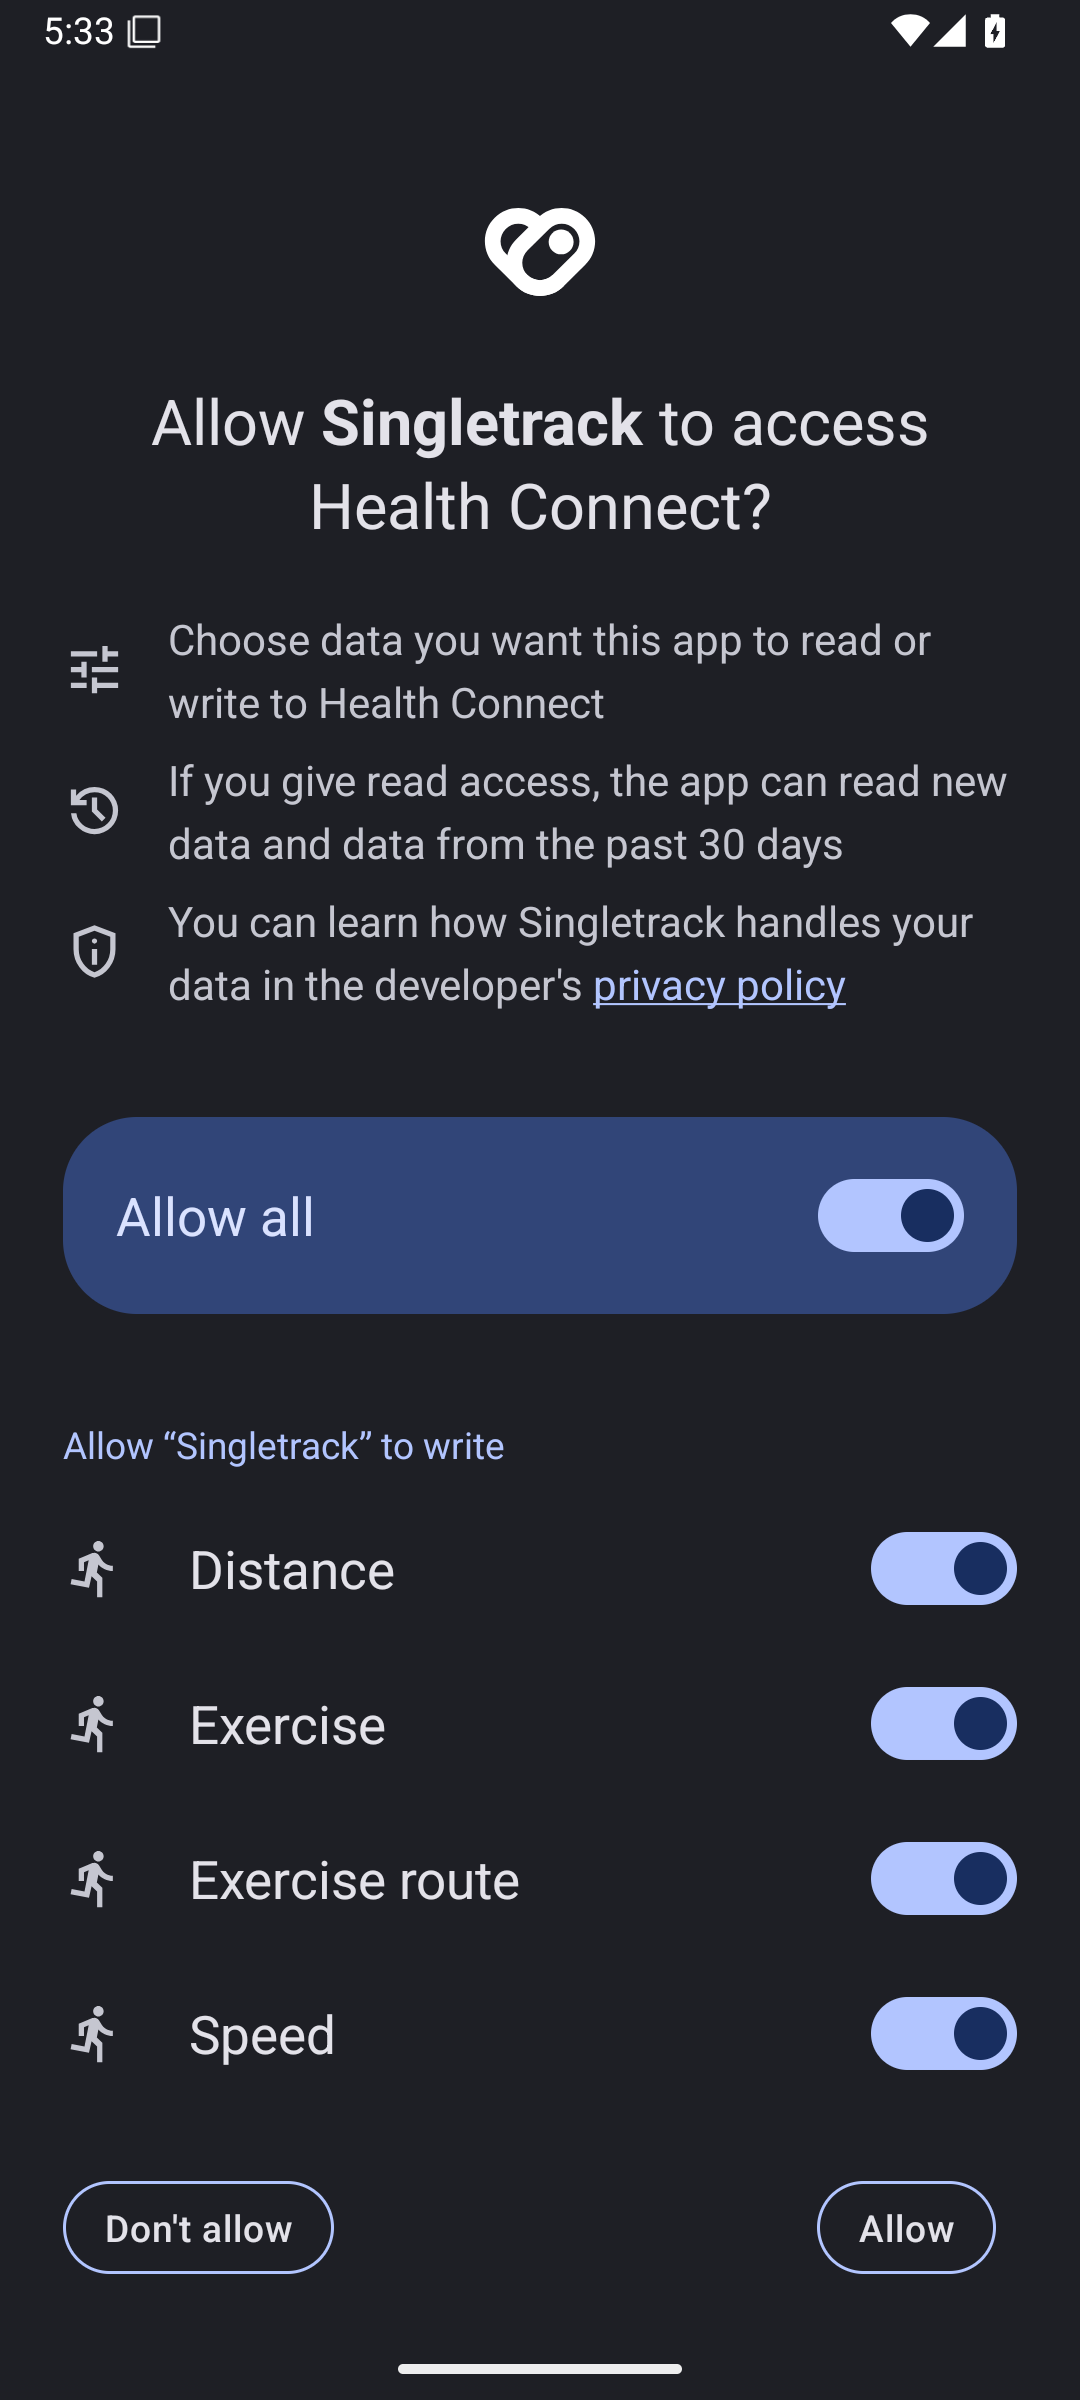 5:33
Allow Singletrack to access
Health Connect?
Choose data you want this app to read or
write to Health Connect
If you give read access, the app can read new
data and data from the past 30 days
You can learn how Singletrack handles your
data in the developer's privacy policy
Allow all
Allow “Singletrack” to write
Distance
Exercise
Exercise route
Speed
Don't allow
Allow